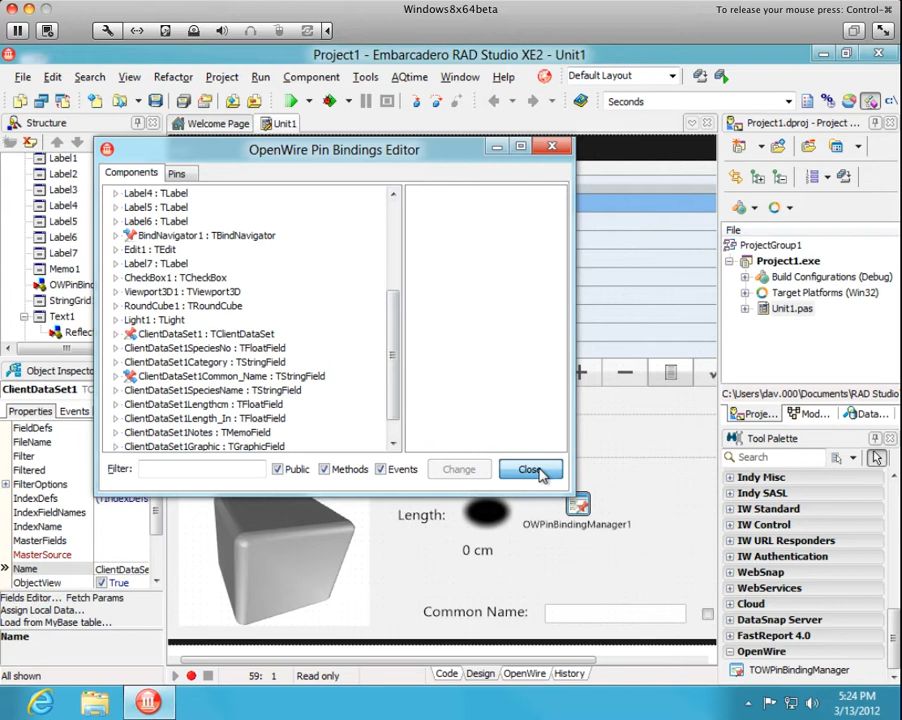 Windows8x64beta
To release your mouse press: Control-⌘
Project1 - Embarcadero RAD Studio XE2 - Unit1
File Edit Search View Refactor Project Run Component Tools AQtime Window Help Default Layout
Seconds
Structure
Welcome Page Unit1
Project1.dproj - Project ...
Label1
Label2
Label3
Label4
Label5
Label6
Label7
Memo1
OWPinBind
StringGrid
Text1
Reflec
OpenWire Pin Bindings Editor
Components Pins
Label4 : TLabel
Label5 : TLabel
Label6 : TLabel
BindNavigator1 : TBindNavigator
Edit1 : TEdit
Label7 : TLabel
CheckBox1 : TCheckBox
Viewport3D1 : TViewport3D
RoundCube1 : TRoundCube
Light1 : TLight
ClientDataSet1 : TClientDataSet
ClientDataSet1SpeciesNo : TFloatField
ClientDataSet1Category : TStringField
ClientDataSet1Common_Name : TStringField
ClientDataSet1SpeciesName : TStringField
ClientDataSet1Lengthcm : TFloatField
ClientDataSet1Length_In : TFloatField
ClientDataSet1Notes : TMemoField
ClientDataSet1Graphic : TGraphicField
Filter: Public Methods Events Change Close
File
ProjectGroup1
Project1.exe
Build Configurations (Debug)
Target Platforms (Win32)
Unit1.pas
C:\Users\dav.000\Documents\RAD
Proje... Mod... Data...
Object Inspecto
ClientDataSet1 TC
Properties Events
FieldDefs
FileName
Filter
Filtered
FilterOptions
IndexDefs (TIndexDefs
IndexFieldNames
IndexName
MasterFields
MasterSource
Name ClientDataSe
ObjectView True
Fields Editor... Fetch Params
Assign Local Data...
Load from MyBase table...
Name
All shown
Length:
0 cm
OWPinBindingManager1
Common Name:
59: 1 Read only
Code Design OpenWire History
Tool Palette
Search
Indy Misc
Indy SASL
IW Standard
IW Control
IW URL Responders
IW Authentication
WebSnap
WebServices
Cloud
DataSnap Server
FastReport 4.0
OpenWire
TOWPinBindingManager
5:24 PM
3/13/2012